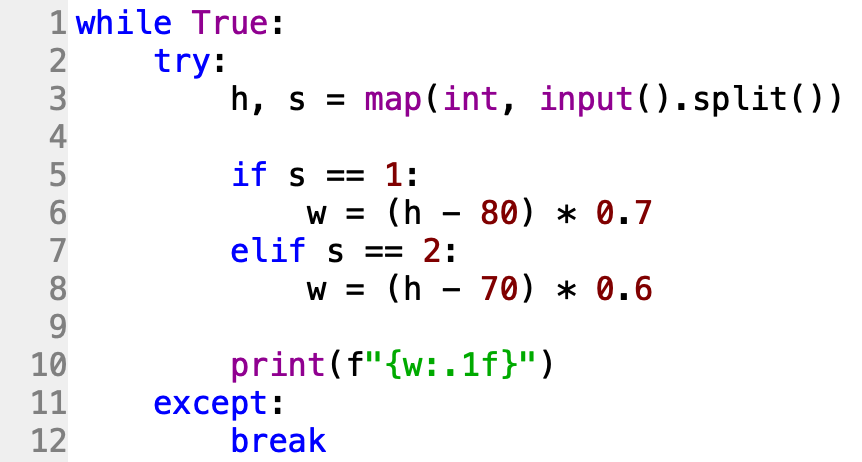 1 while True:
2     try:
3         h, s = map(int, input().split())
4
5         if s == 1:
6             w = (h - 80) * 0.7
7         elif s == 2:
8             w = (h - 70) * 0.6
9
10         print(f"{w:.1f}")
11     except:
12         break